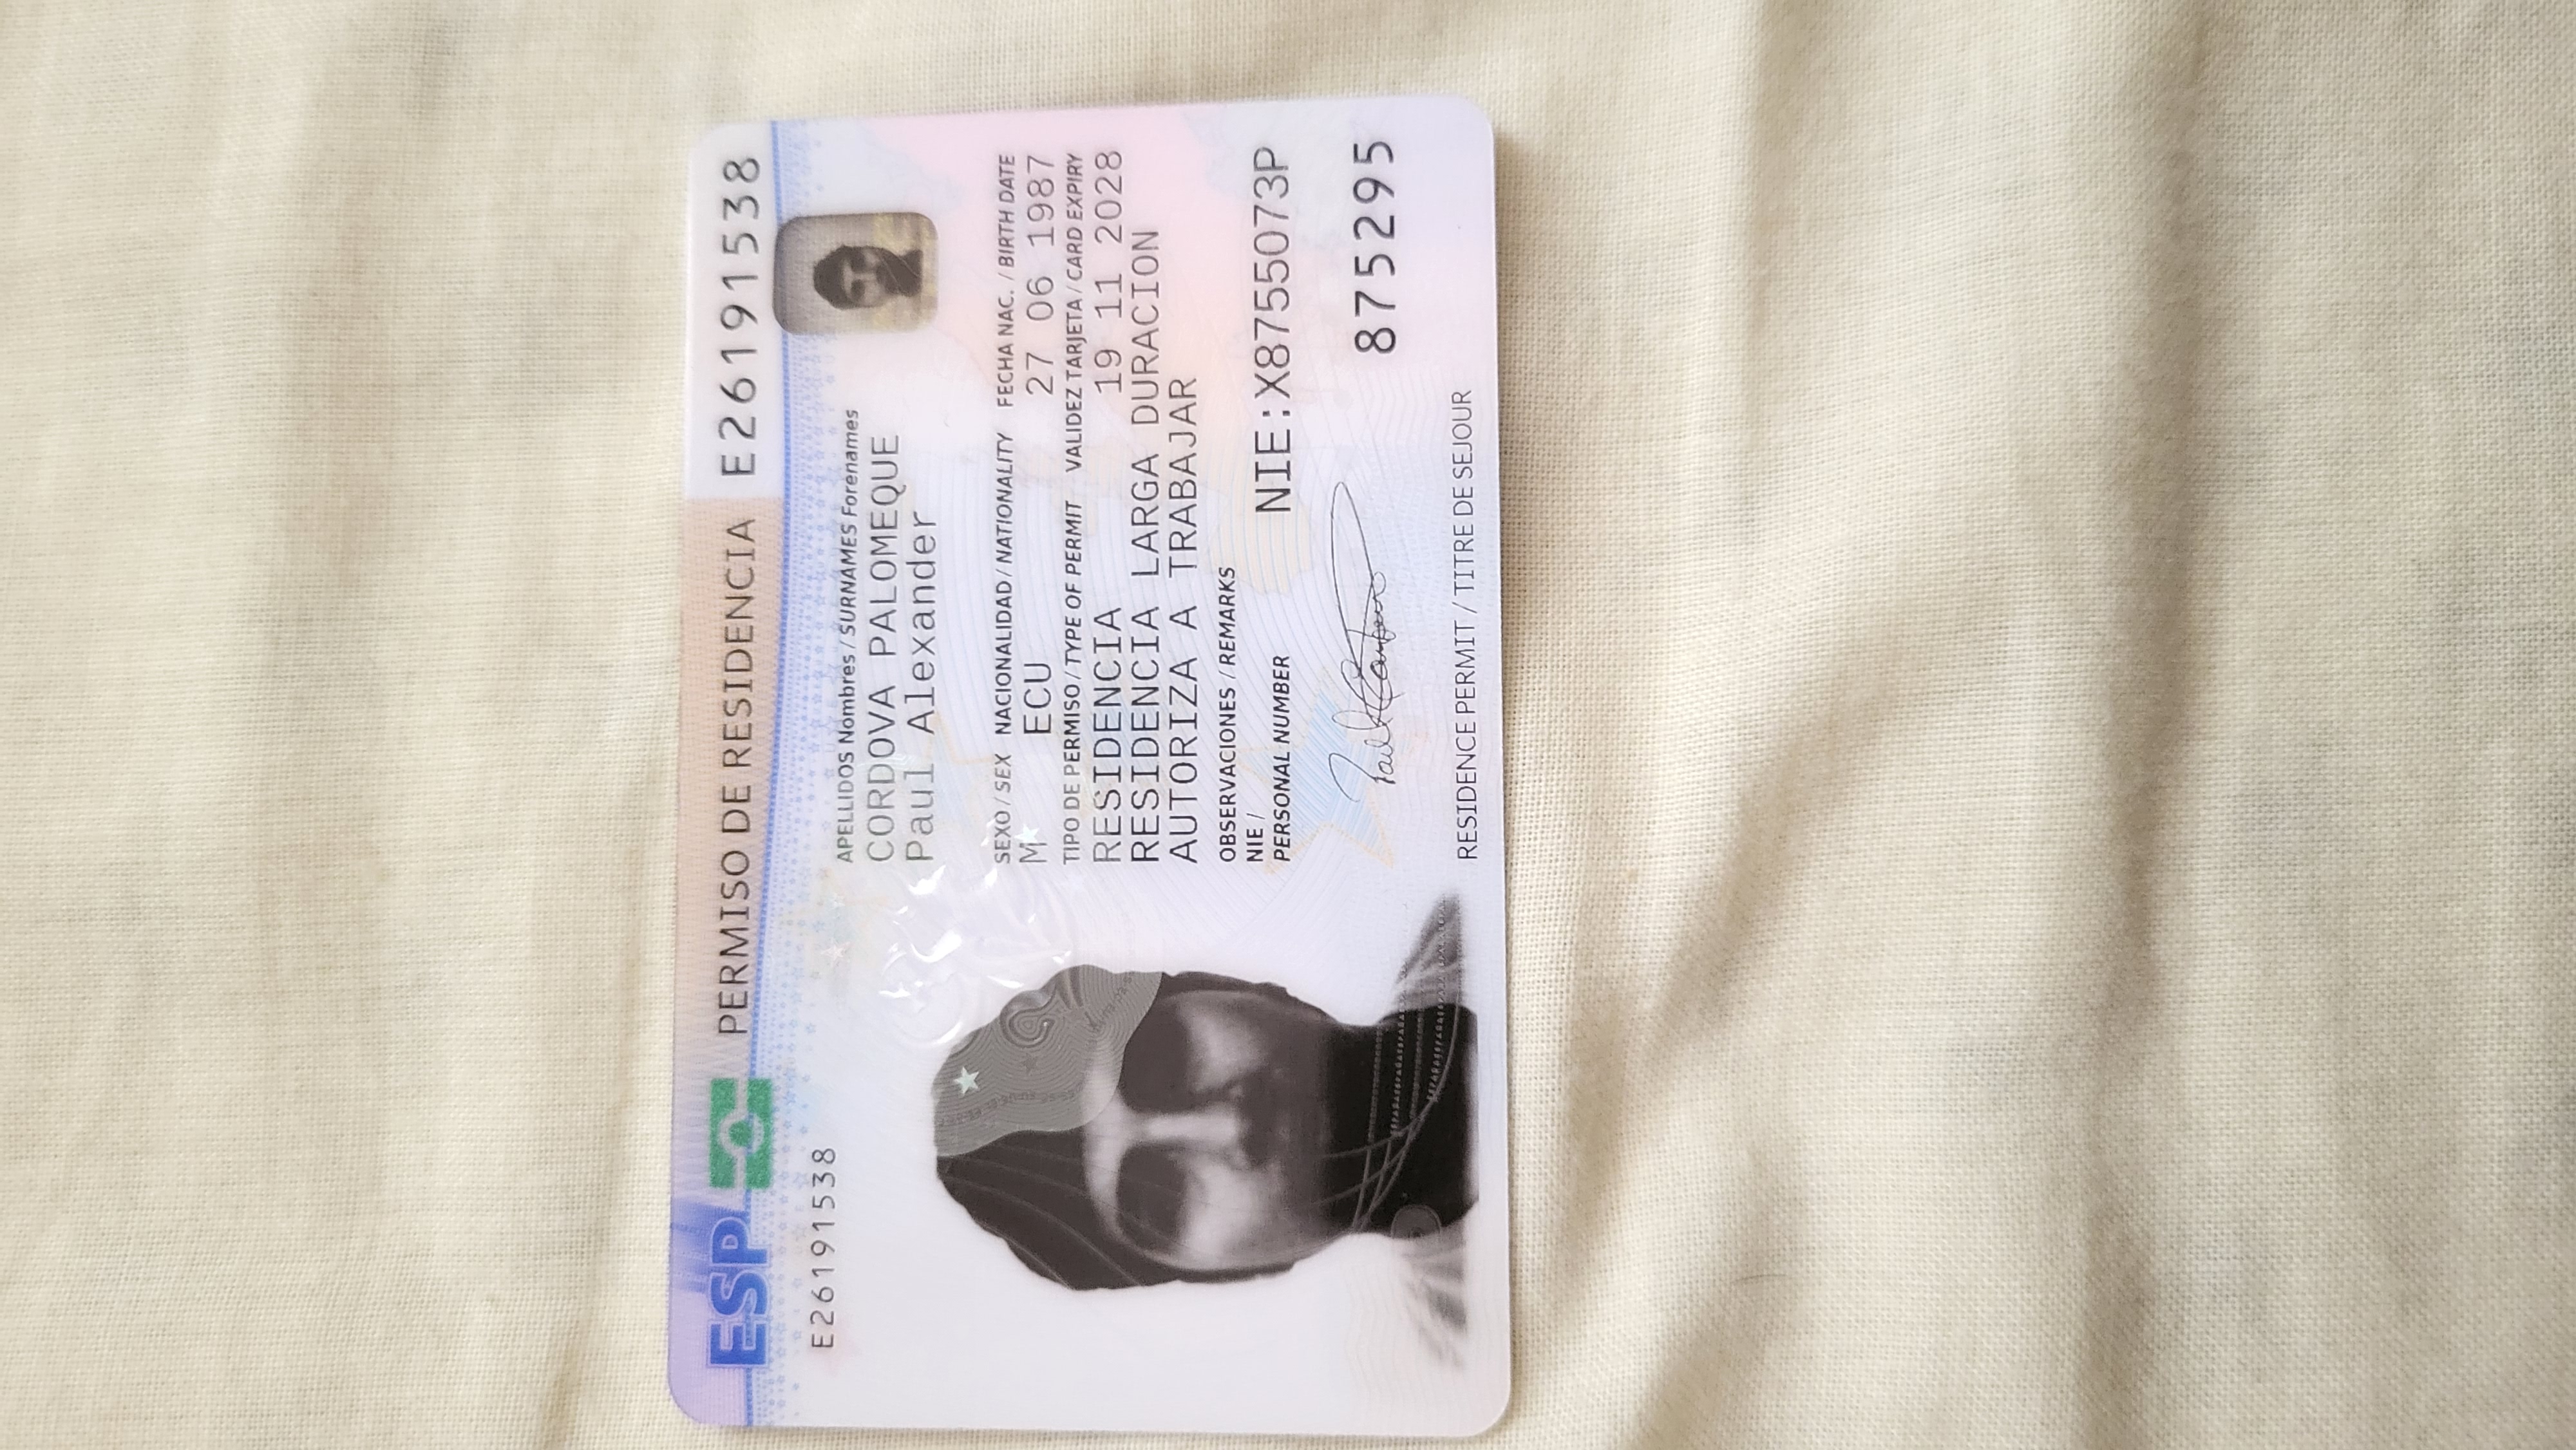 ESP PERMISO DE RESIDENCIA E26191538
E26191538
APELLIDOS Nombres / SURNAMES Forenames
CORDOVA PALOMEQUE
Paul Alexander
SEXO / SEX NACIONALIDAD / NATIONALITY FECHA NAC. / BIRTH DATE
M ECU 27 06 1987
TIPO DE PERMISO / TYPE OF PERMIT VALIDEZ TARJETA / CARD EXPIRY
RESIDENCIA 19 11 2028
RESIDENCIA LARGA DURACION
AUTORIZA A TRABAJAR
OBSERVACIONES / REMARKS
NIE /
PERSONAL NUMBER NIE:X8755073P
875295
RESIDENCE PERMIT / TITRE DE SEJOUR